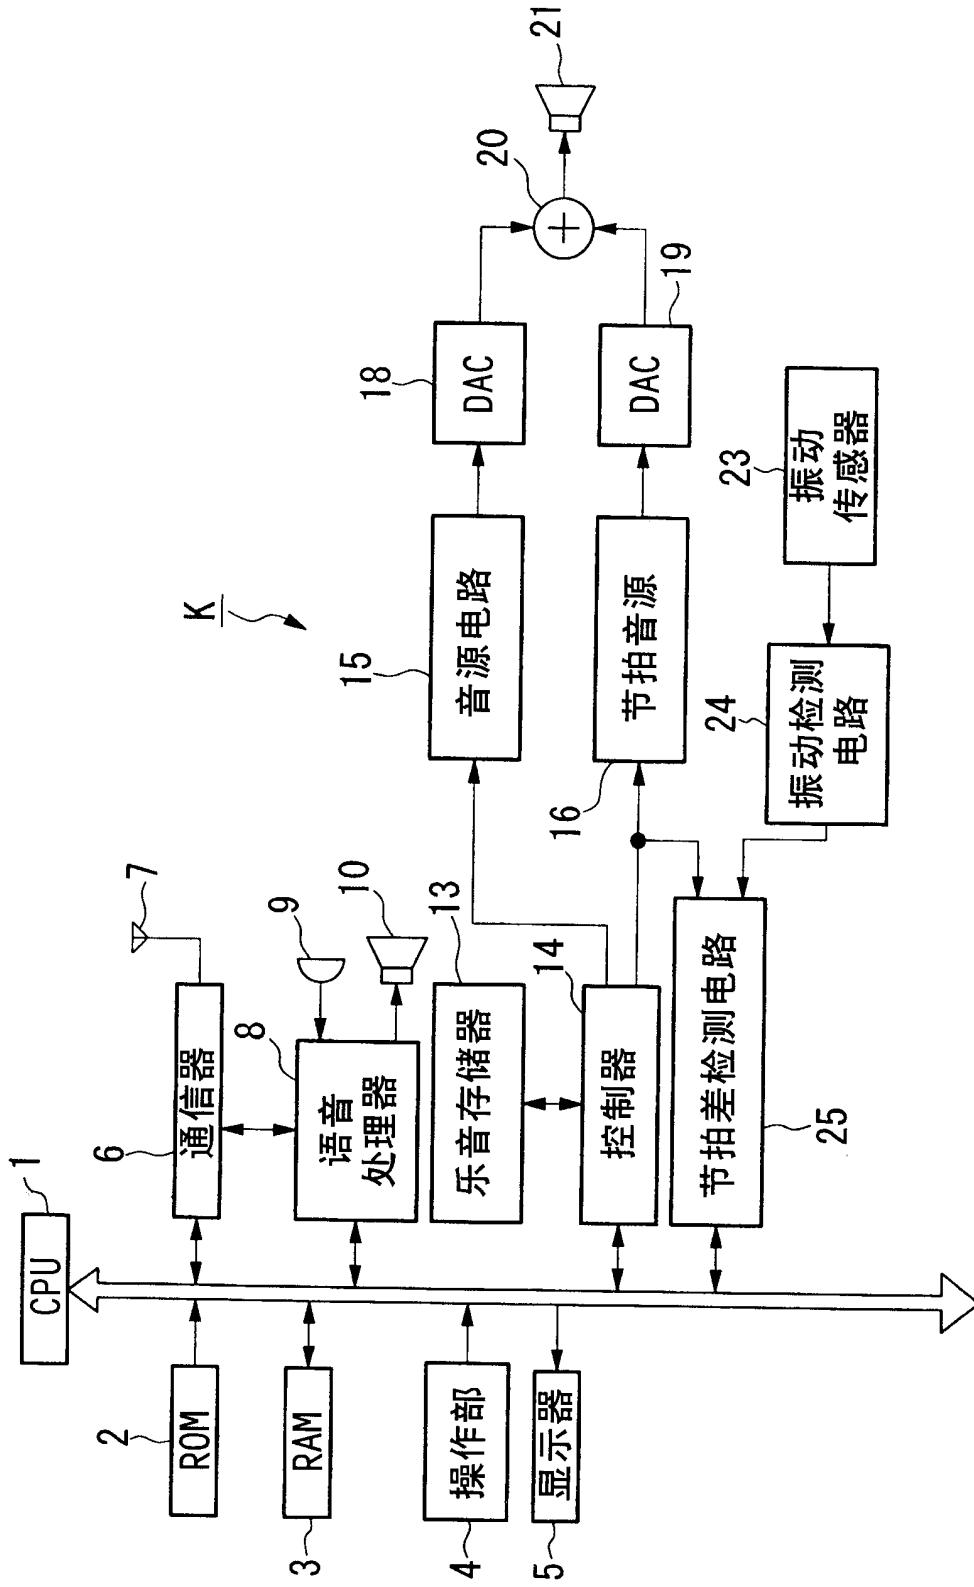 1
CPU
2
ROM
3
RAM
4
操作部
5
显示器
6
通信器
7
8
语音
处理器
9
10
13
乐音存储器
14
控制器
25
节拍差检测电路
K
15
音源电路
16
节拍音源
24
振动检测
电路
23
振动
传感器
18
DAC
19
DAC
20
21